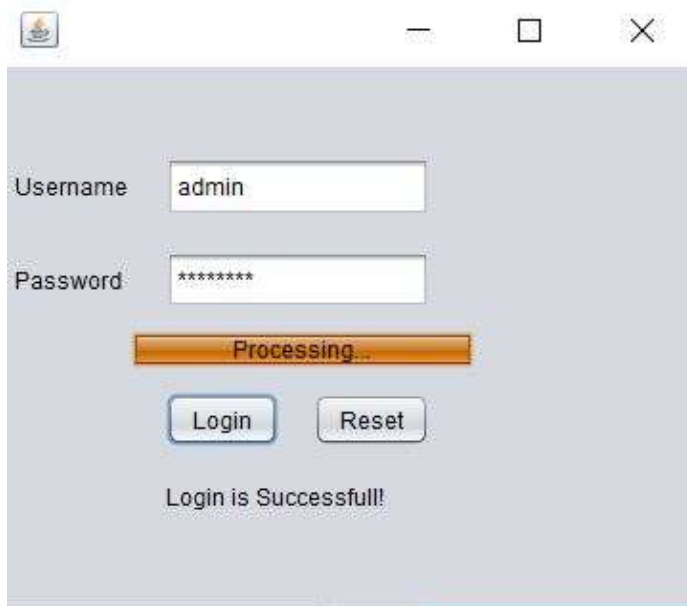 Username admin
Password ********
Processing...
Login Reset
Login is Successfull!